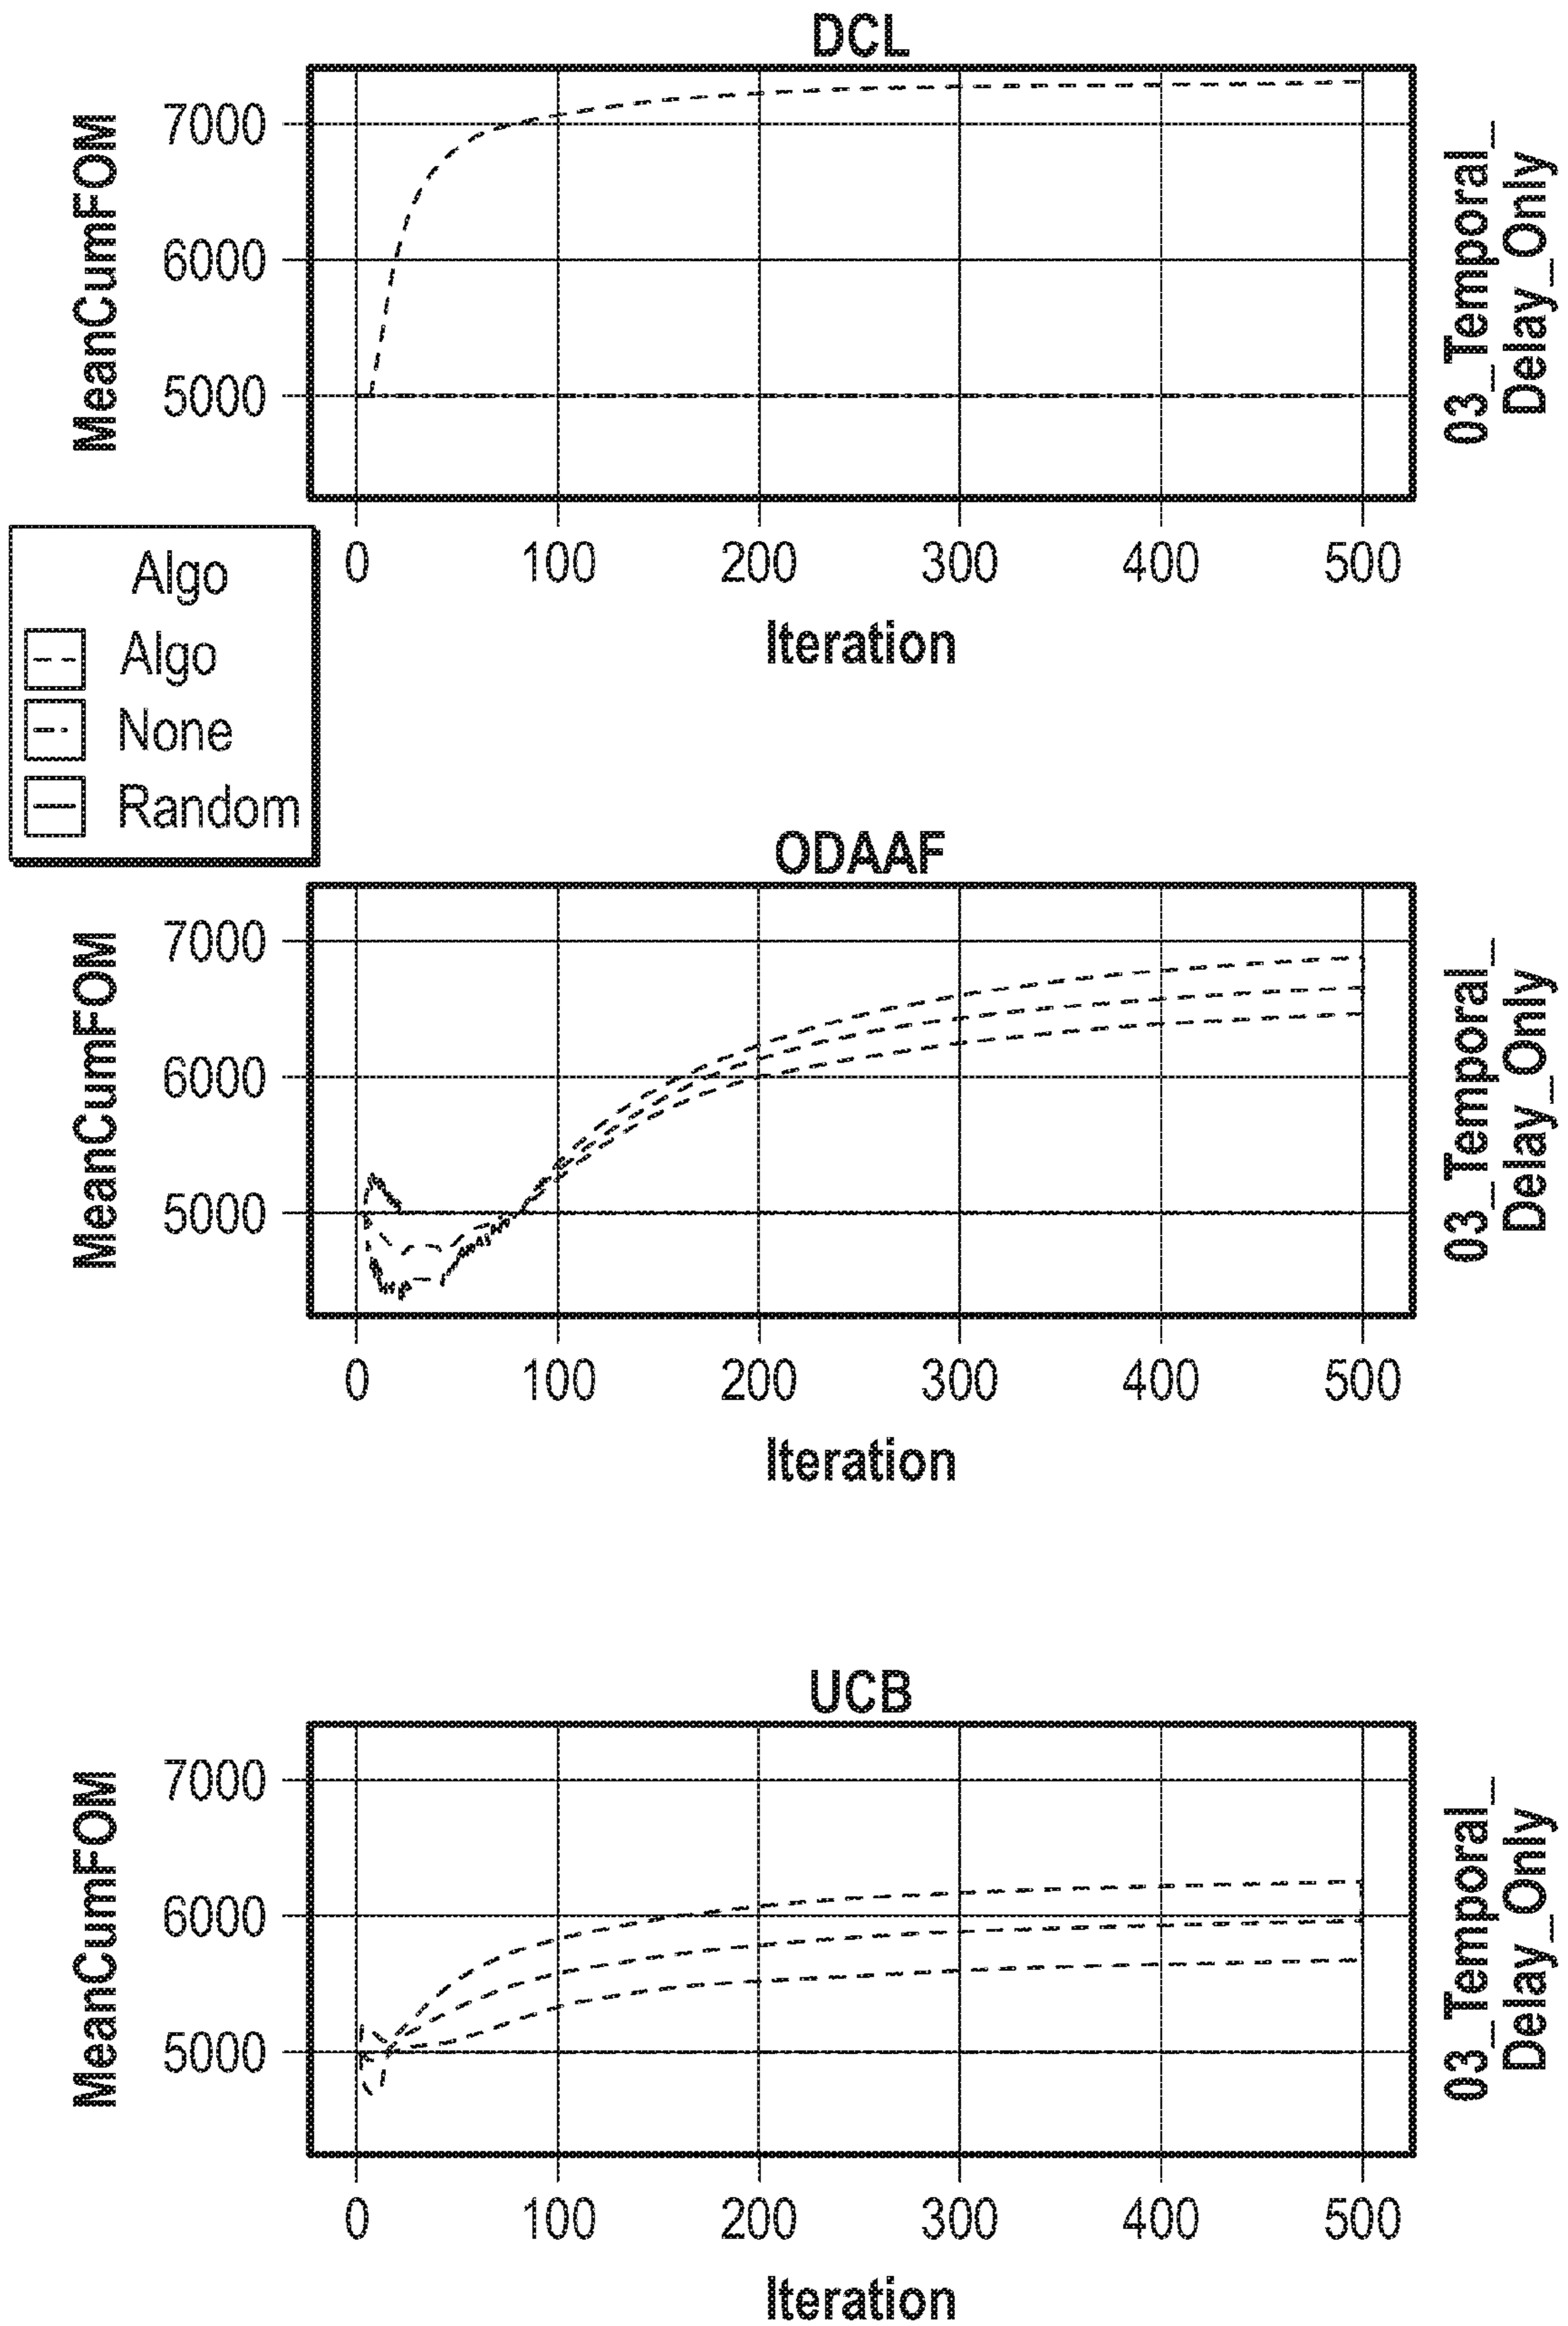 DCL
MeanCumFOM
7000
6000
5000
03_Temporal_
Delay_Only
0 100 200 300 400 500
Iteration
Algo
Algo
None
Random
ODAAF
MeanCumFOM
7000
6000
5000
03_Temporal_
Delay_Only
0 100 200 300 400 500
Iteration
UCB
MeanCumFOM
7000
6000
5000
03_Temporal_
Delay_Only
0 100 200 300 400 500
Iteration